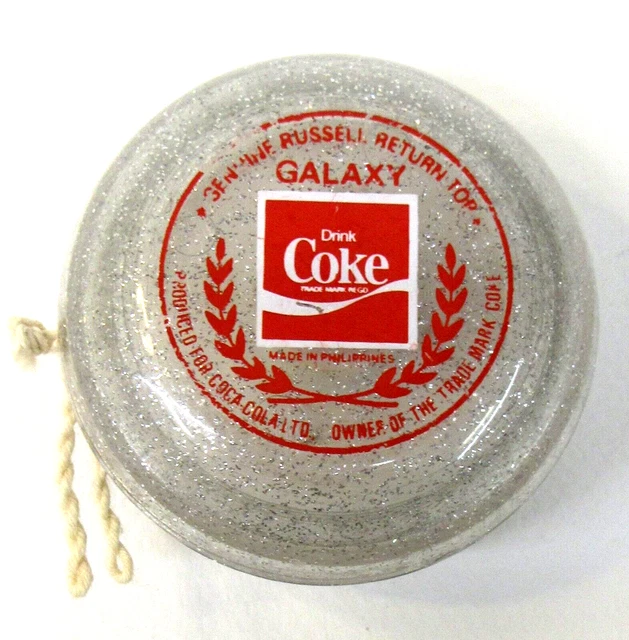 ★ GENUINE RUSSELL RETURN TOP ★
GALAXY
Drink
Coke
TRADE MARK REGD
MADE IN PHILIPPINES
PRODUCED FOR COCA-COLA LTD. OWNER OF THE TRADE MARK COKE